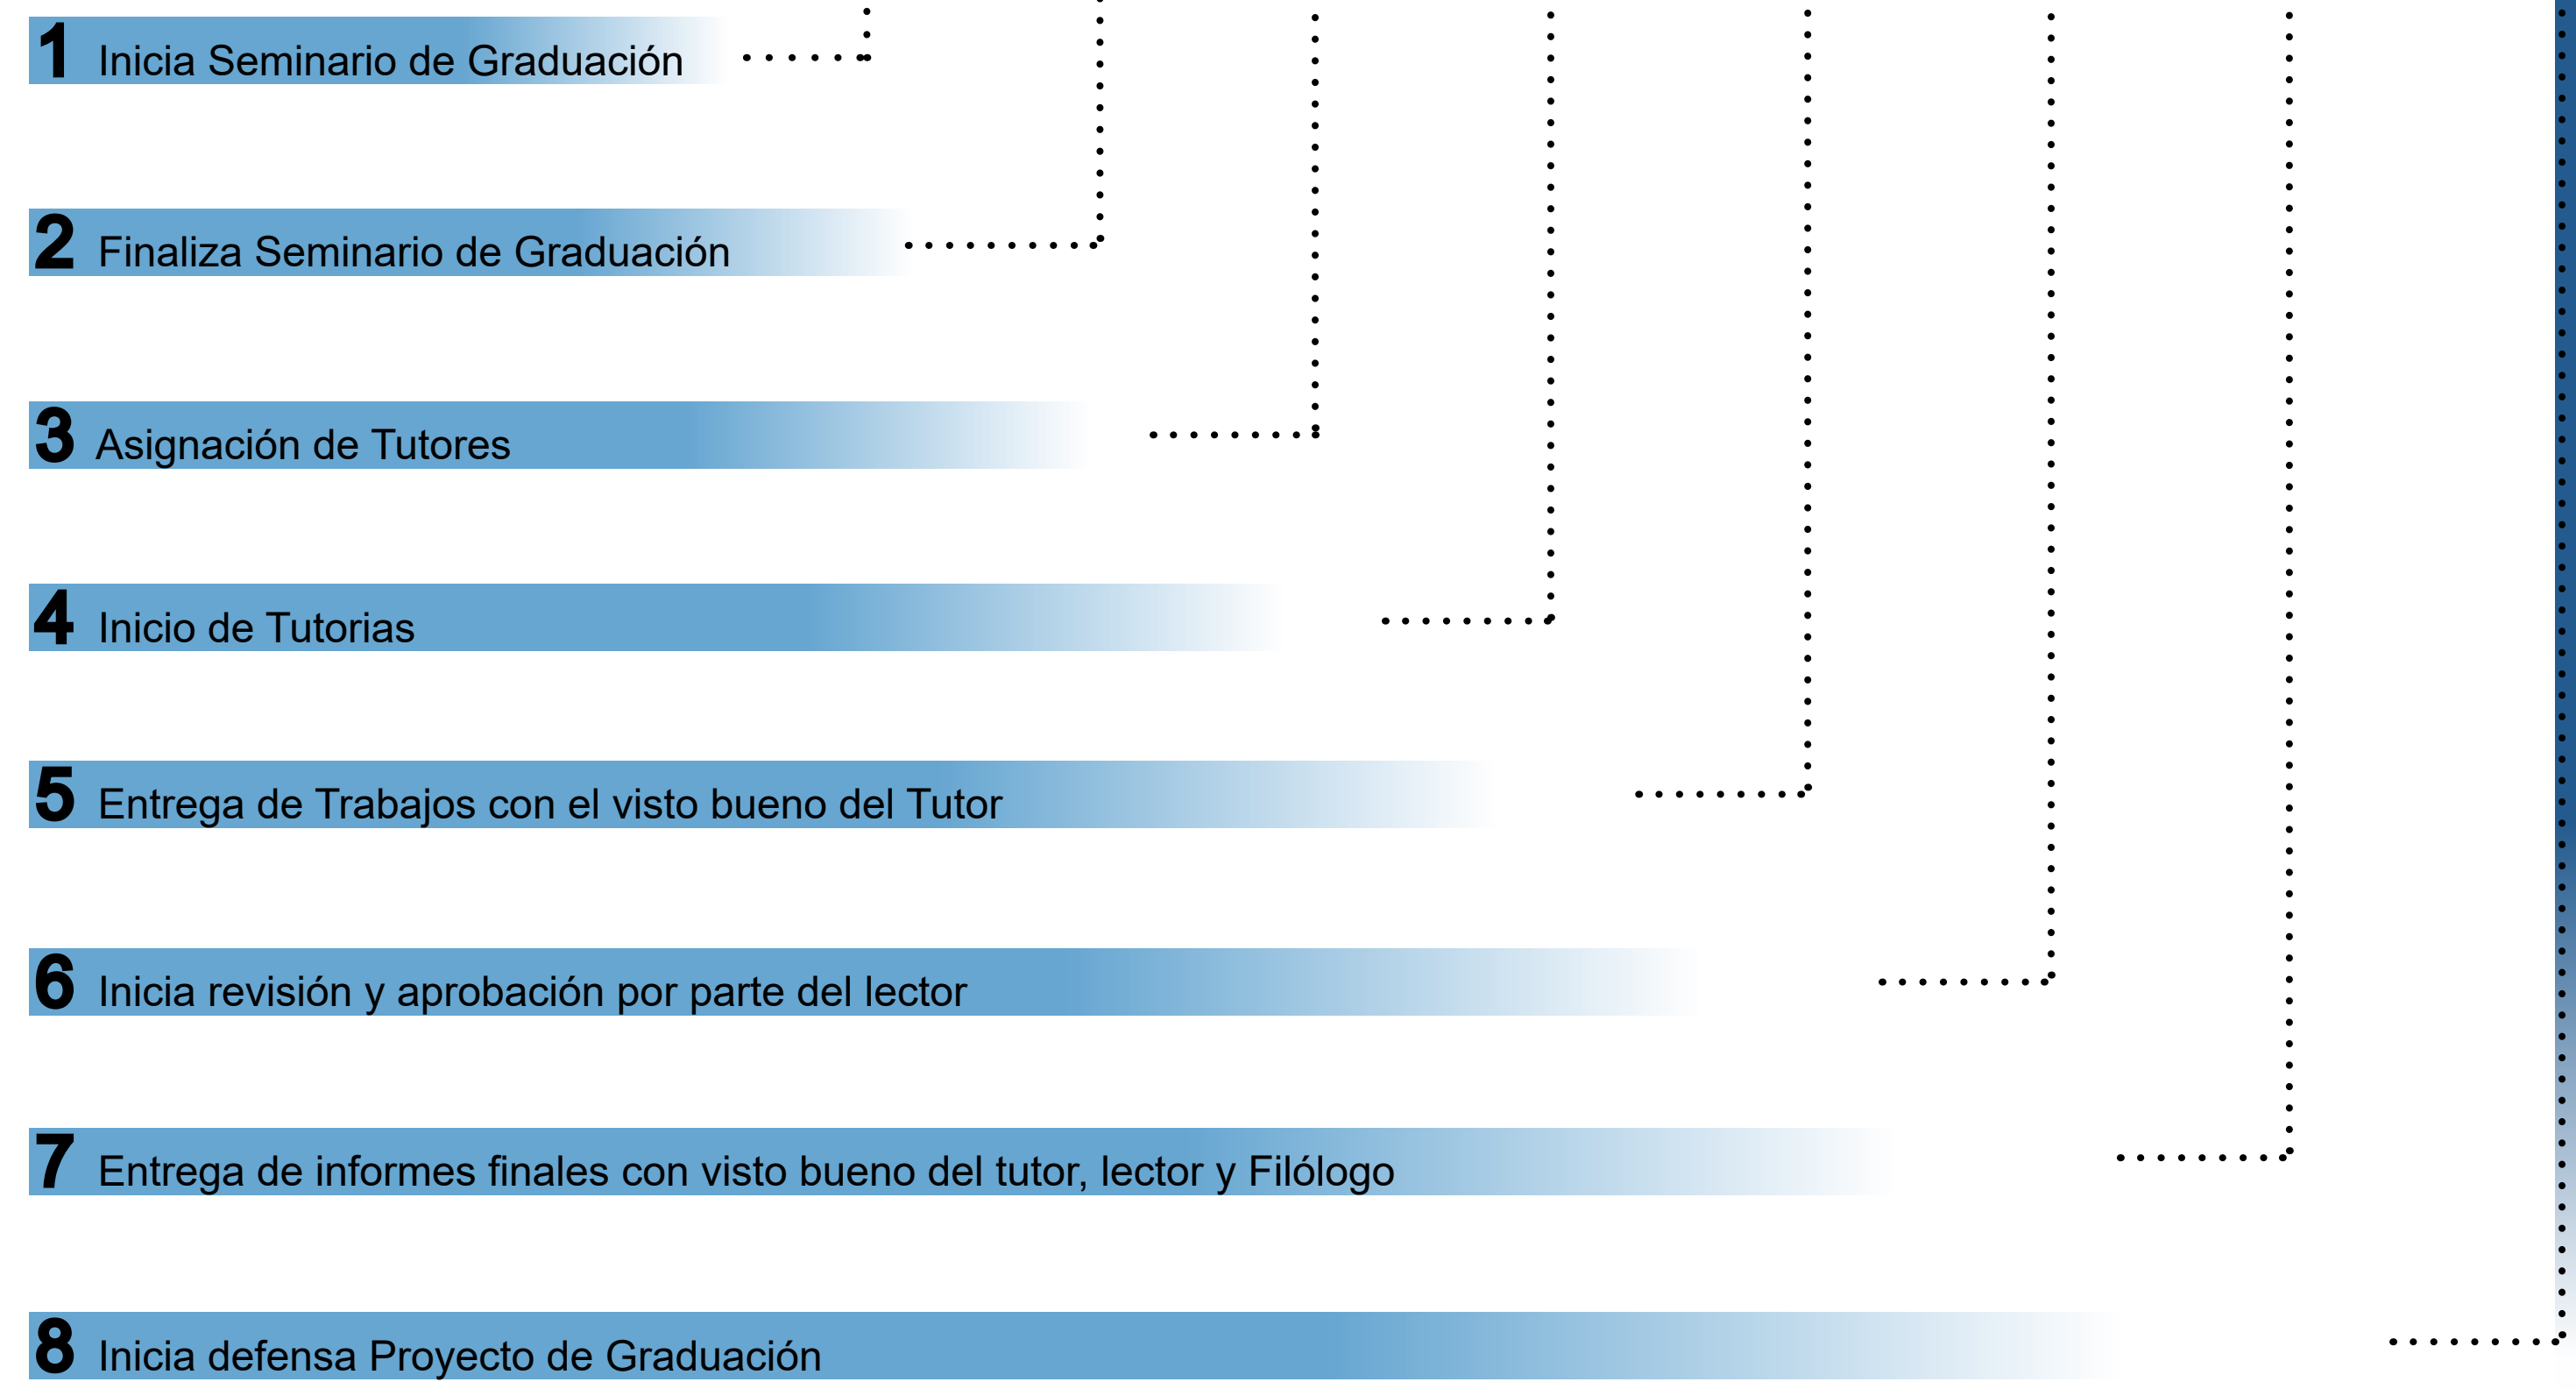 1 Inicia Seminario de Graduación
2 Finaliza Seminario de Graduación
3 Asignación de Tutores
4 Inicio de Tutorias
5 Entrega de Trabajos con el visto bueno del Tutor
6 Inicia revisión y aprobación por parte del lector
7 Entrega de informes finales con visto bueno del tutor, lector y Filólogo
8 Inicia defensa Proyecto de Graduación